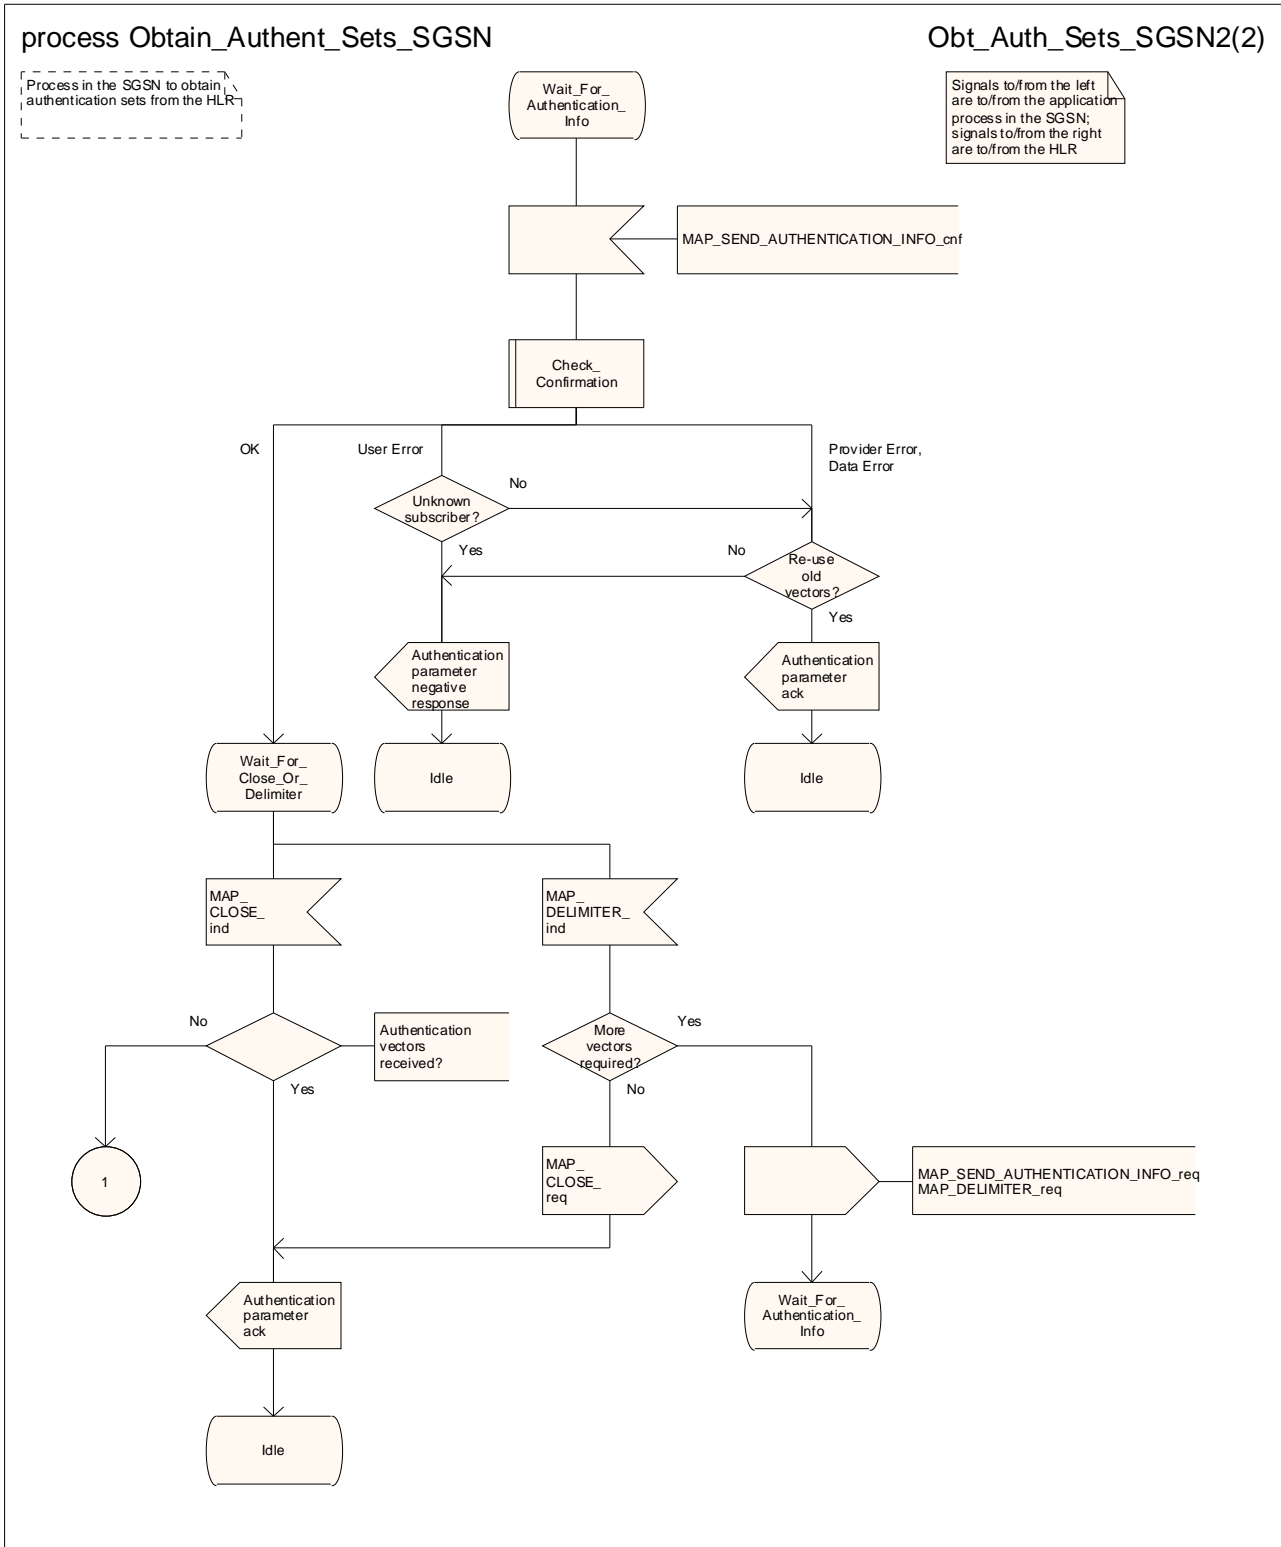 process Obtain_Authent_Sets_SGSN
Obt_Auth_Sets_SGSN2(2)
Process in the SGSN to obtain
authentication sets from the HLR
Wait_For_
Authentication_
Info
Signals to/from the left
are to/from the application
process in the SGSN;
signals to/from the right
are to/from the HLR
MAP_SEND_AUTHENTICATION_INFO_cnf
Check_
Confirmation
OK
User Error
Provider Error,
Data Error
Unknown
subscriber?
No
Yes
No
Re-use
old
vectors?
Yes
Authentication
parameter
negative
response
Authentication
parameter
ack
Wait_For_
Close_Or_
Delimiter
Idle
Idle
MAP_
CLOSE_
ind
MAP_
DELIMITER_
ind
No
Authentication
vectors
received?
Yes
More
vectors
required?
Yes
No
1
MAP_
CLOSE_
req
MAP_SEND_AUTHENTICATION_INFO_req
MAP_DELIMITER_req
Authentication
parameter
ack
Wait_For_
Authentication_
Info
Idle